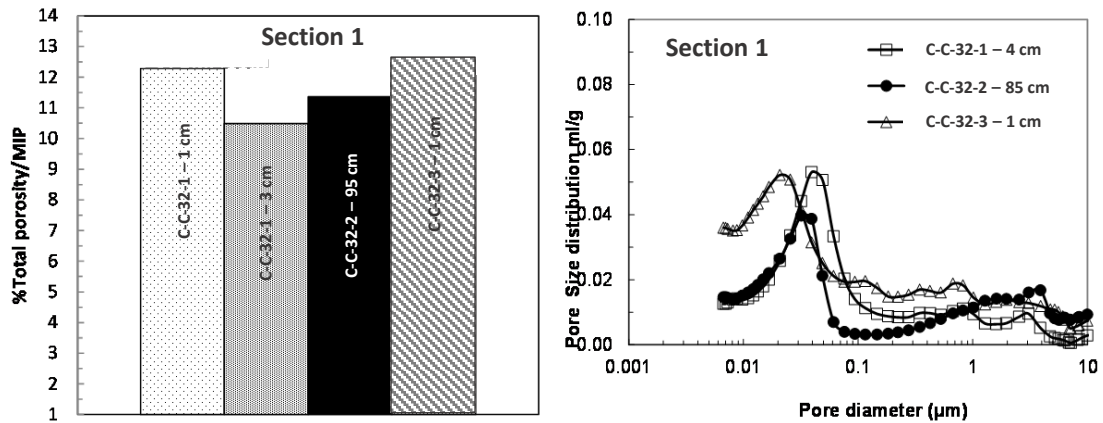 Section 1
%Total porosity/MIP
14
13
12
11
10
9
8
7
6
5
4
3
2
1
C-C-32-1 – 1 cm
C-C-32-1 – 3 cm
C-C-32-2 – 95 cm
C-C-32-3 – 1 cm
Section 1
C-C-32-1 – 4 cm
C-C-32-2 – 85 cm
C-C-32-3 – 1 cm
Pore Size distribution ml/g
0.10
0.08
0.06
0.04
0.02
0.00
0.001
0.01
0.1
1
10
Pore diameter (µm)